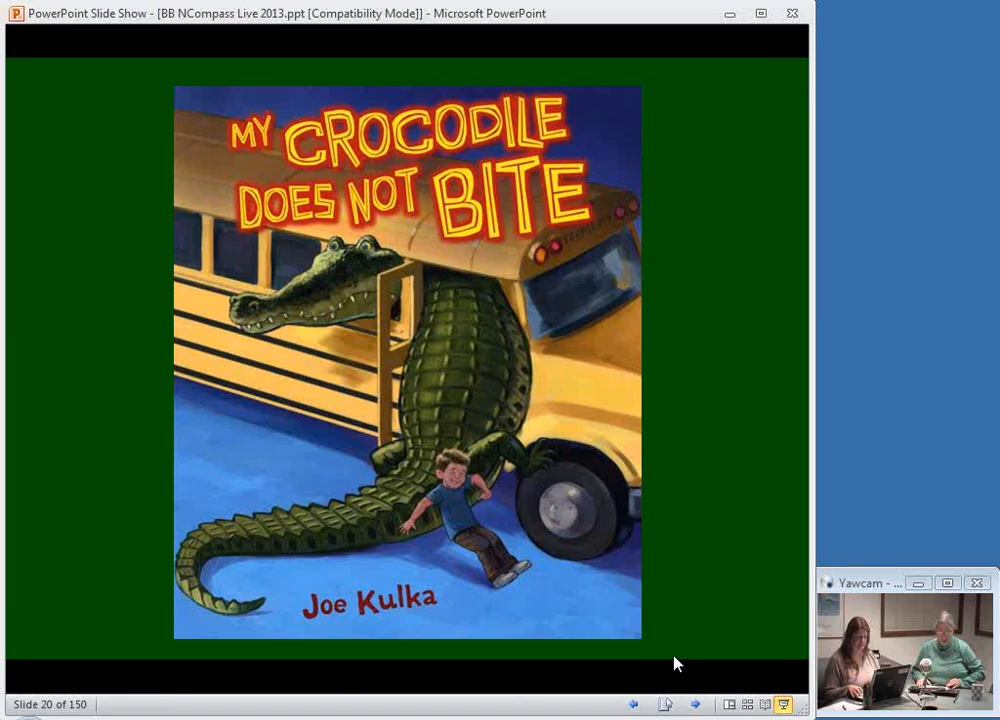 PowerPoint Slide Show - [BB NCompass Live 2013.ppt [Compatibility Mode]] - Microsoft PowerPoint
MY CROCODILE
DOES NOT BITE
Joe Kulka
Slide 20 of 150
Yawcam - ...